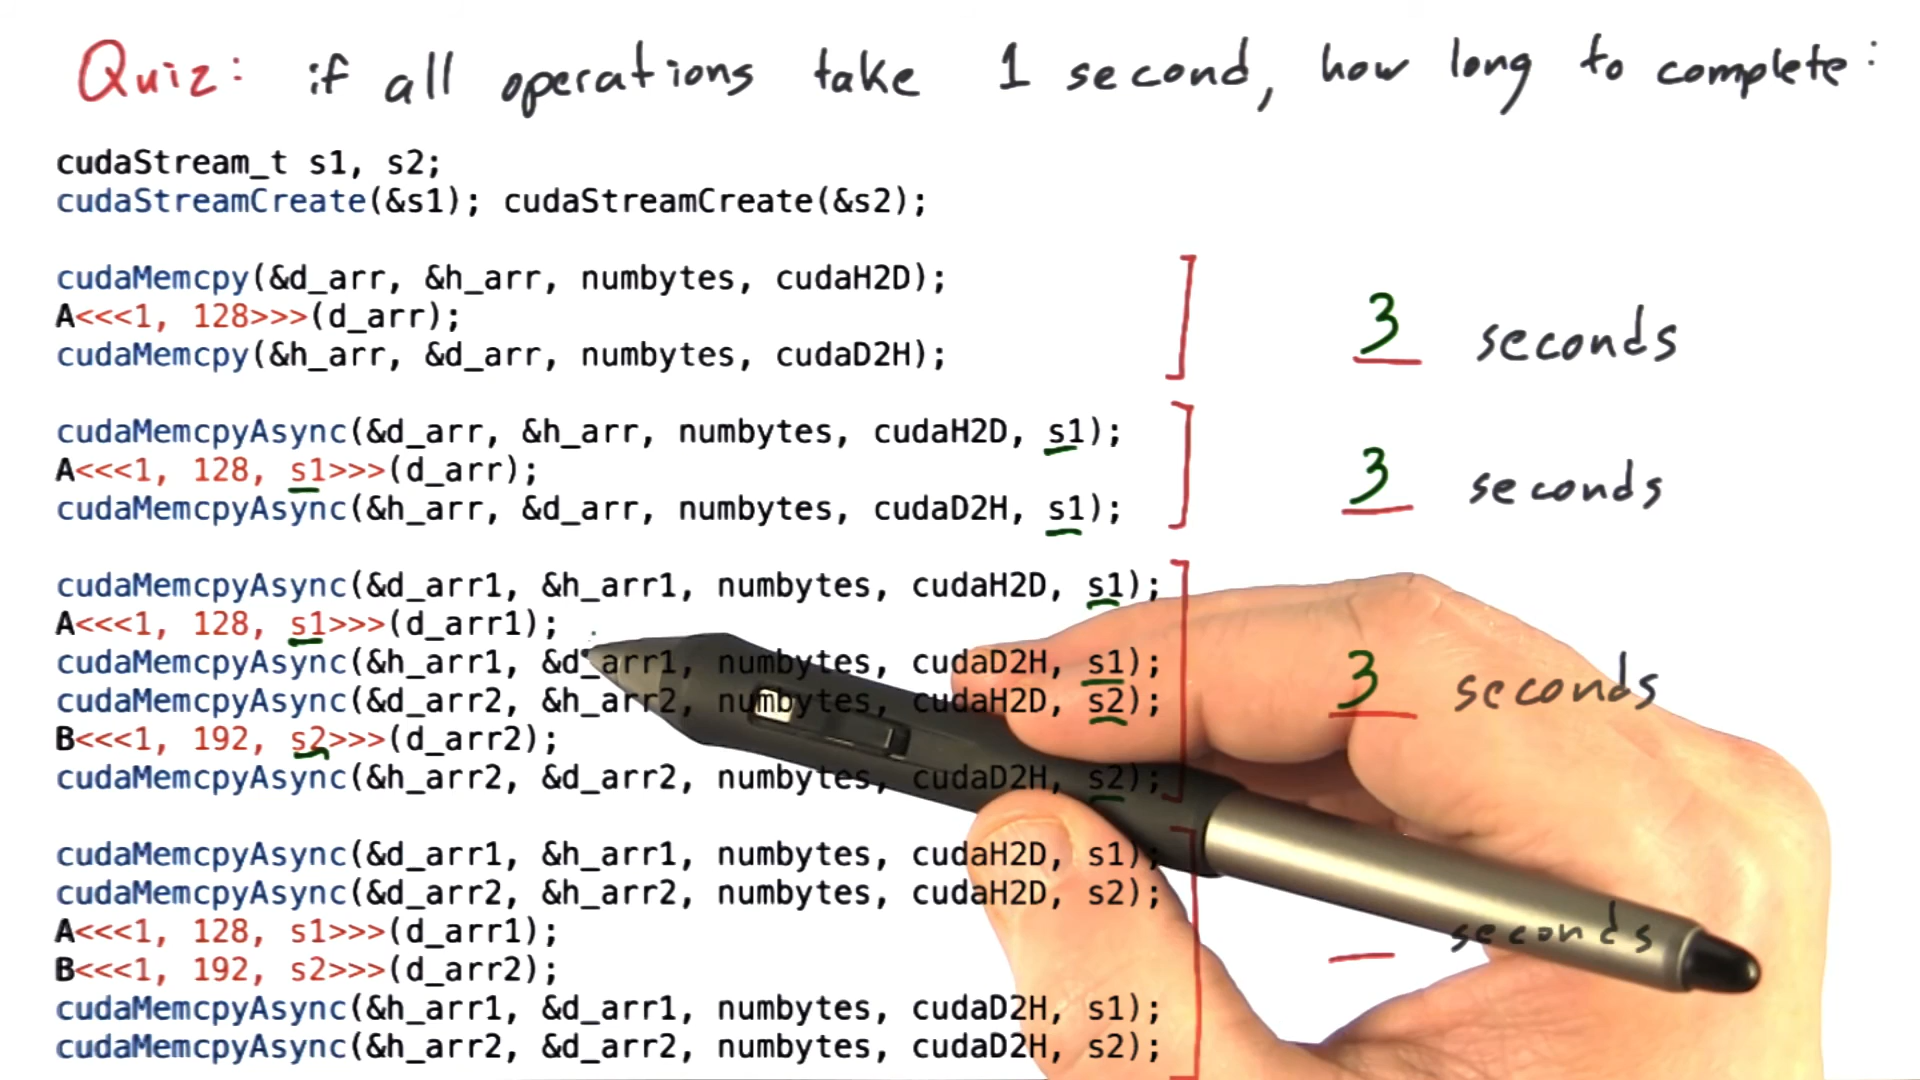 Quiz: if all operations take 1 second, how long to complete:
cudaStream_t s1, s2;
cudaStreamCreate(&s1); cudaStreamCreate(&s2);
cudaMemcpy(&d_arr, &h_arr, numbytes, cudaH2D);
A<<<1, 128>>>(d_arr);
cudaMemcpy(&h_arr, &d_arr, numbytes, cudaD2H);
3 seconds
cudaMemcpyAsync(&d_arr, &h_arr, numbytes, cudaH2D, s1);
A<<<1, 128, s1>>>(d_arr);
cudaMemcpyAsync(&h_arr, &d_arr, numbytes, cudaD2H, s1);
3 seconds
cudaMemcpyAsync(&d_arr1, &h_arr1, numbytes, cudaH2D, s1);
A<<<1, 128, s1>>>(d_arr1);
cudaMemcpyAsync(&h_arr1, &d_arr1, numbytes, cudaD2H, s1);
cudaMemcpyAsync(&d_arr2, &h_arr2, numbytes, cudaH2D, s2);
B<<<1, 192, s2>>>(d_arr2);
cudaMemcpyAsync(&h_arr2, &d_arr2, numbytes, cudaD2H, s2);
3 seconds
cudaMemcpyAsync(&d_arr1, &h_arr1, numbytes, cudaH2D, s1);
cudaMemcpyAsync(&d_arr2, &h_arr2, numbytes, cudaH2D, s2);
A<<<1, 128, s1>>>(d_arr1);
B<<<1, 192, s2>>>(d_arr2);
cudaMemcpyAsync(&h_arr1, &d_arr1, numbytes, cudaD2H, s1);
cudaMemcpyAsync(&h_arr2, &d_arr2, numbytes, cudaD2H, s2);
seconds